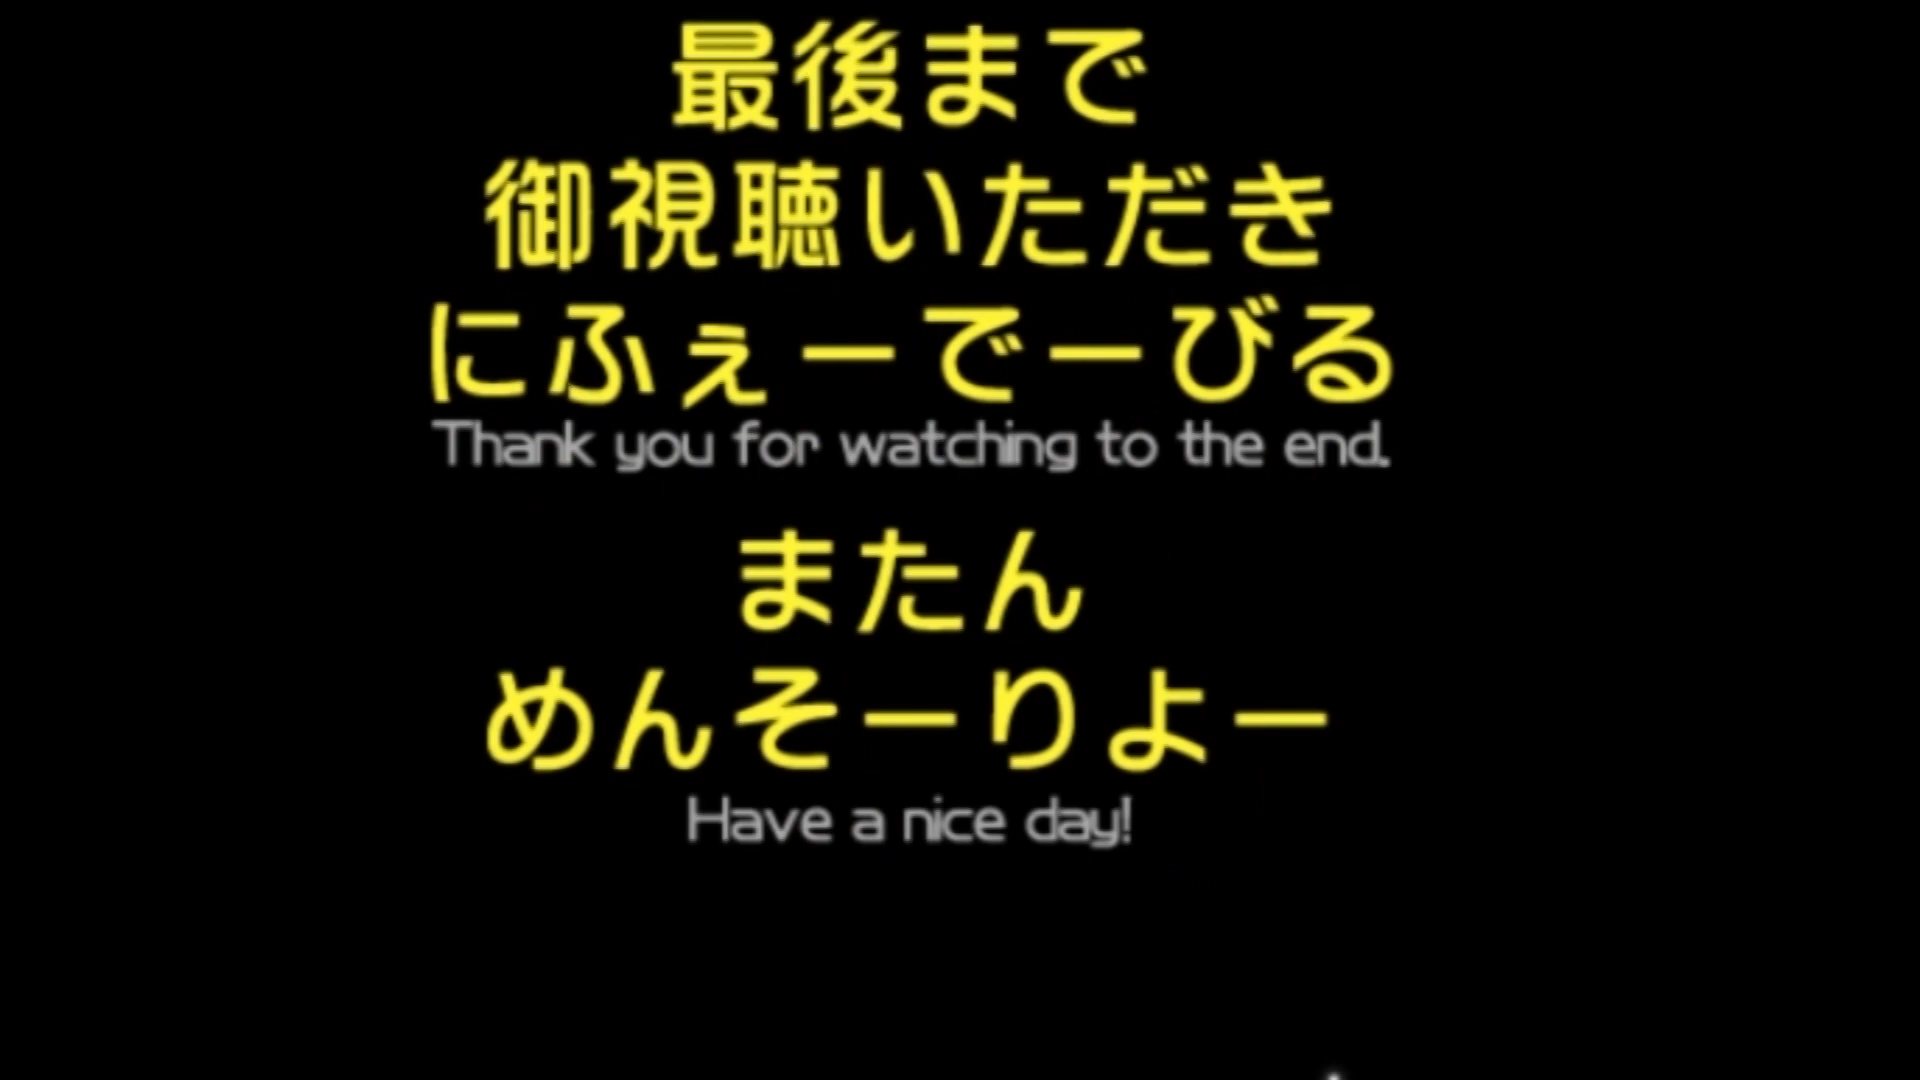 最後まで
御視聴いただき
にふぇーでーびる
Thank you for watching to the end.
またん
めんそーりよー
Have a nice day!